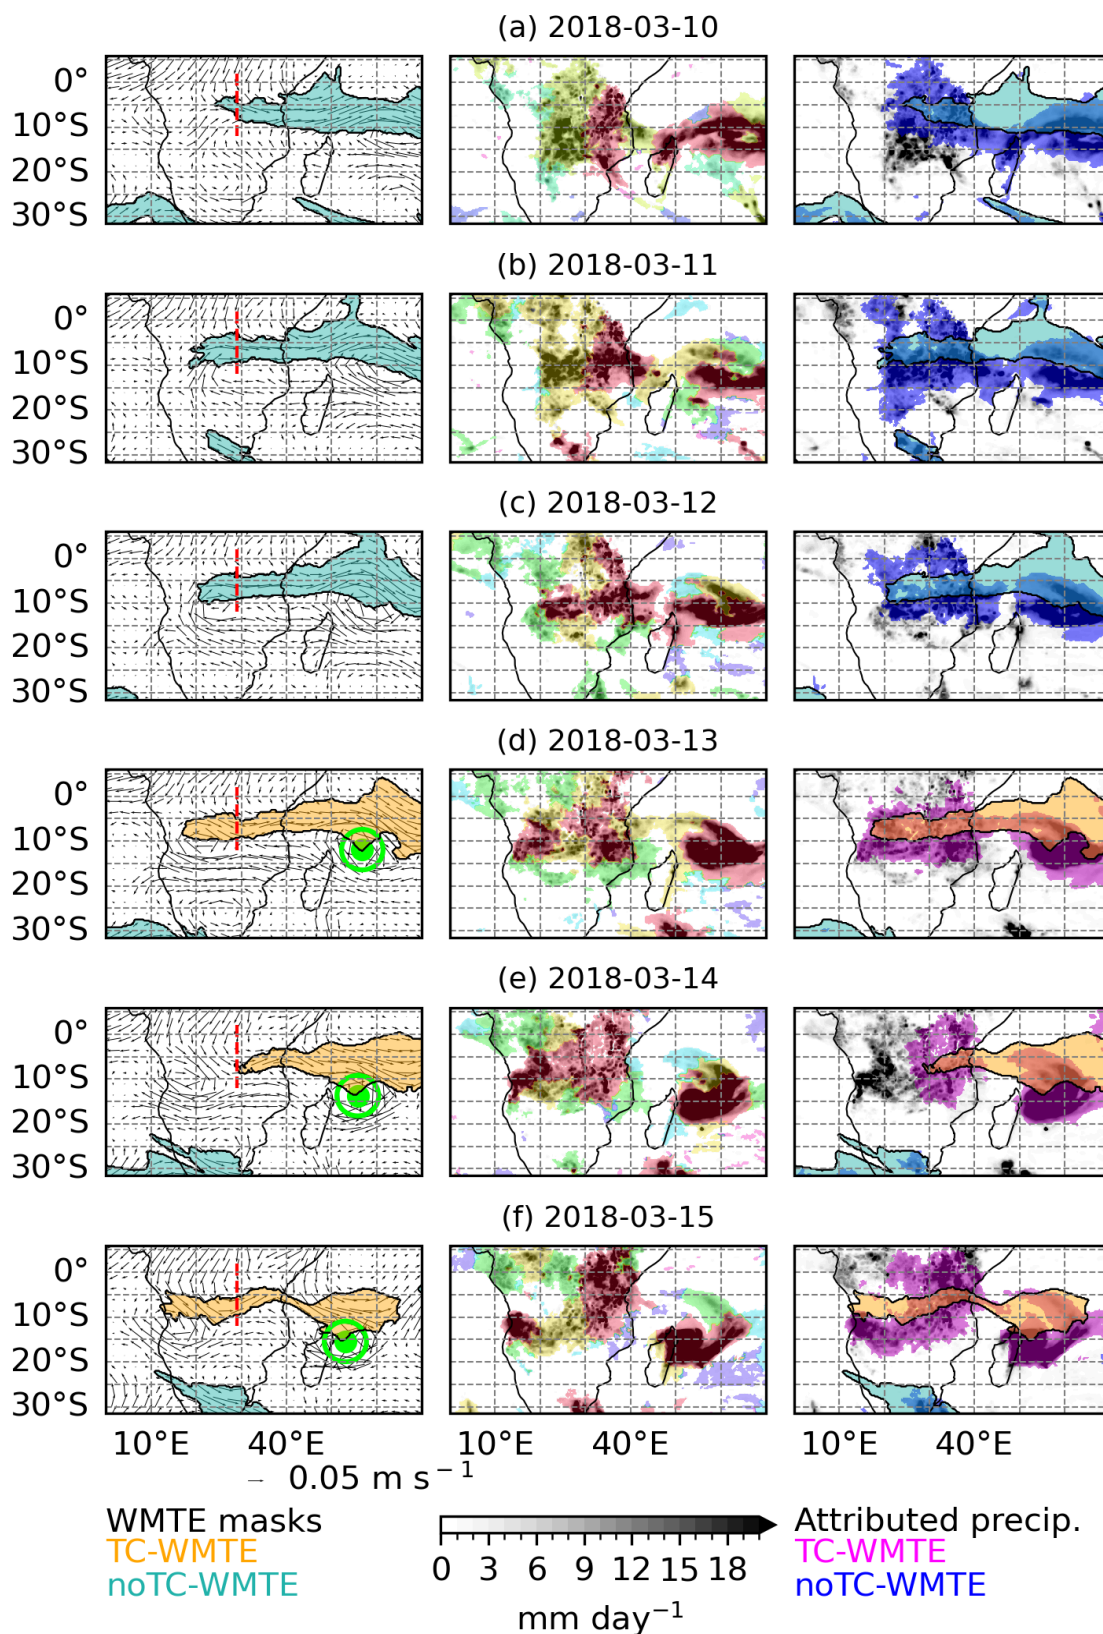 (a) 2018-03-10
0°
10°S
20°S
30°S
(b) 2018-03-11
0°
10°S
20°S
30°S
(c) 2018-03-12
0°
10°S
20°S
30°S
(d) 2018-03-13
0°
10°S
20°S
30°S
(e) 2018-03-14
0°
10°S
20°S
30°S
(f) 2018-03-15
0°
10°S
20°S
30°S
10°E 40°E 10°E 40°E 10°E 40°E
0.05 m s⁻¹
WMTE masks
TC-WMTE
noTC-WMTE
0 3 6 9 12 15 18
mm day⁻¹
Attributed precip.
TC-WMTE
noTC-WMTE